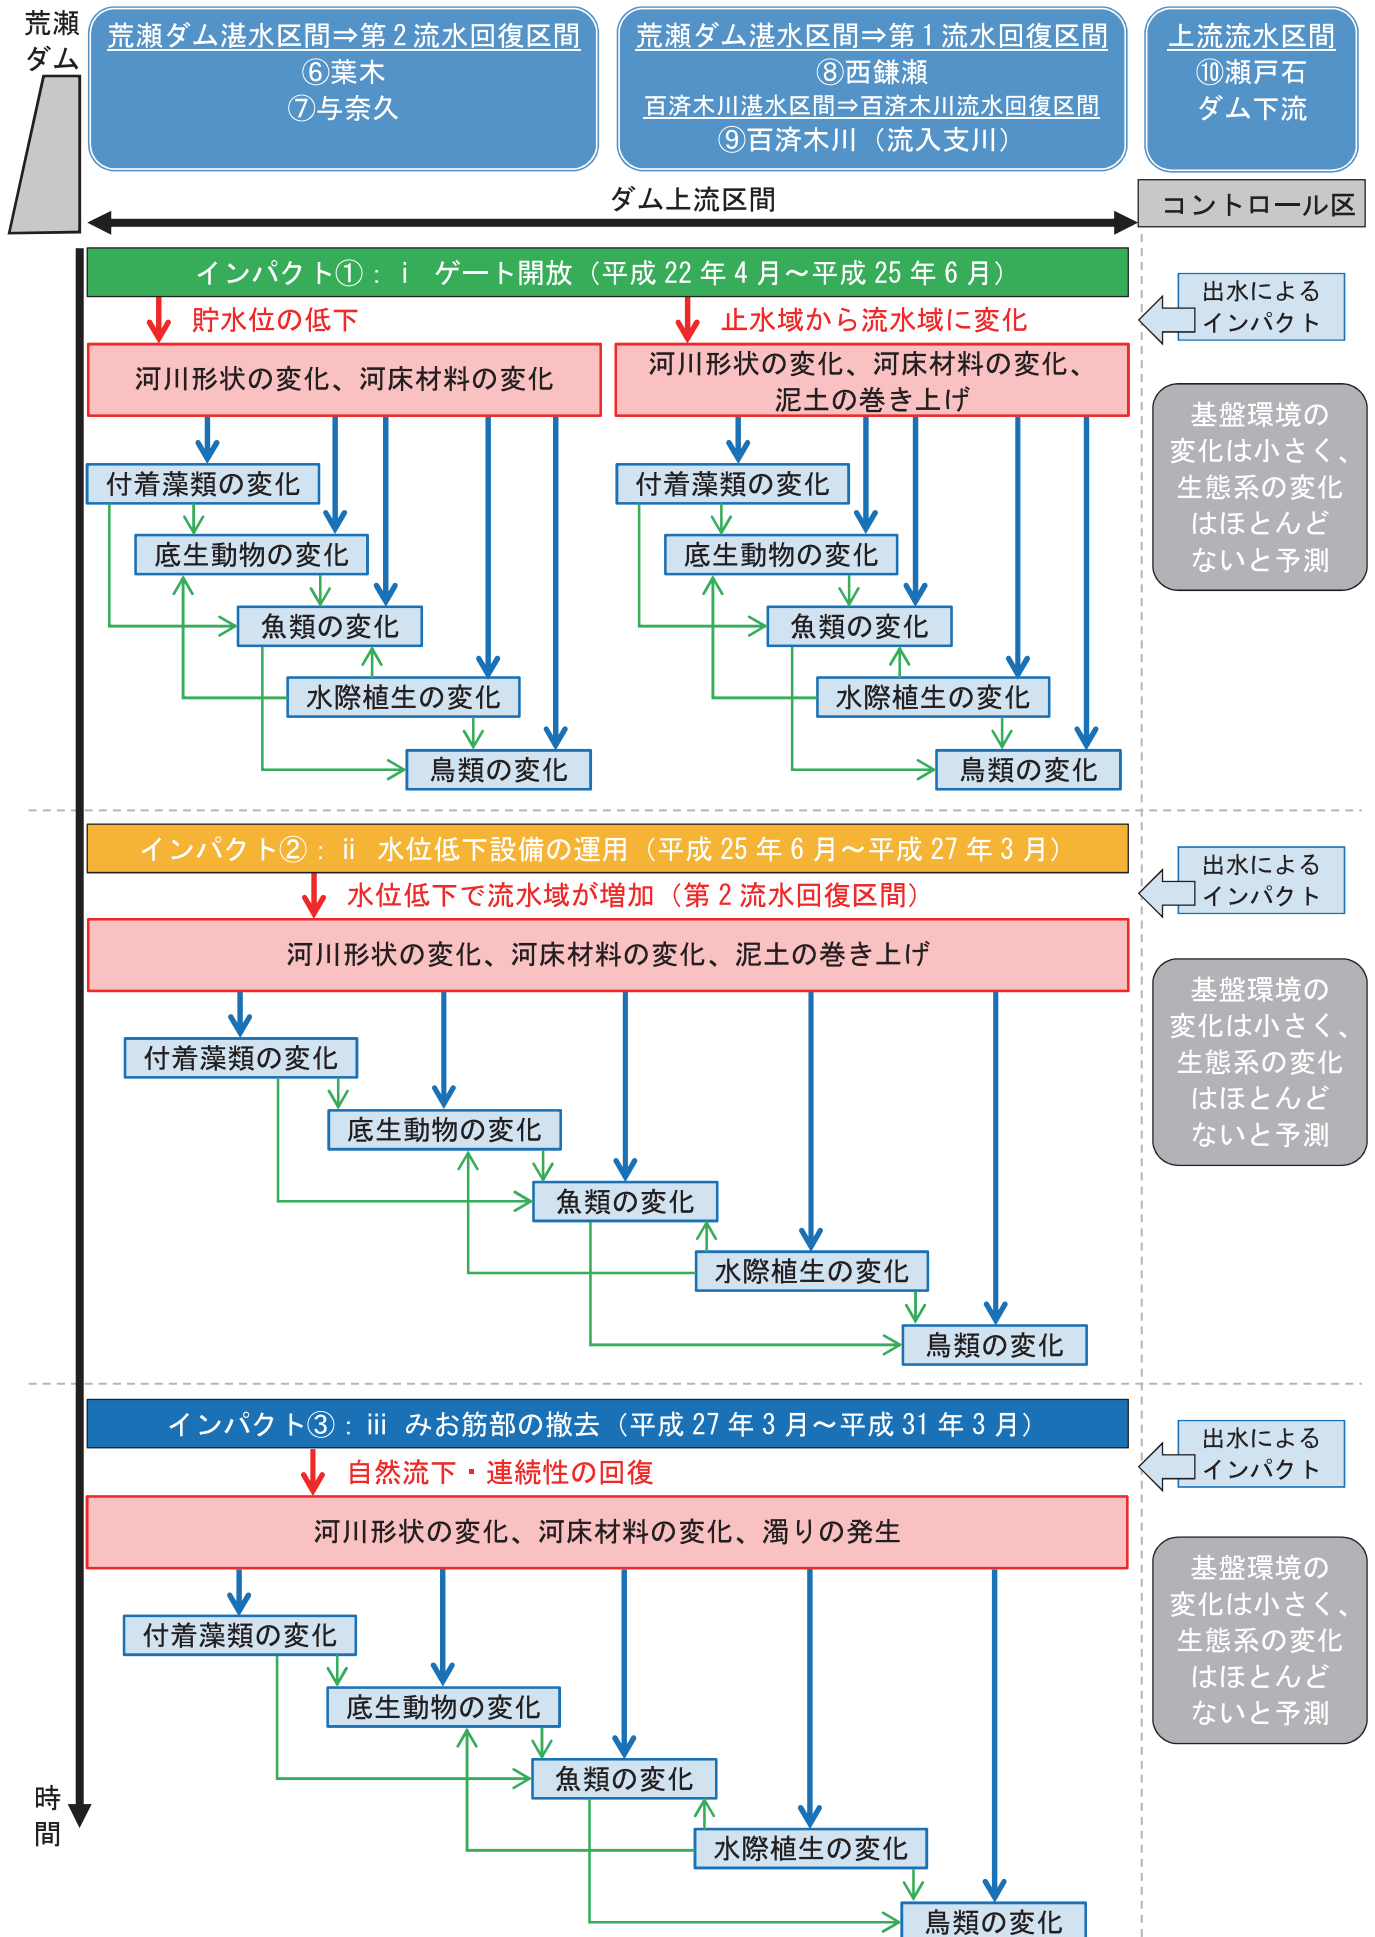 荒瀬
ダム
荒瀬ダム湛水区間⇒第２流水回復区間
⑥葉木
⑦与奈久
荒瀬ダム湛水区間⇒第１流水回復区間
⑧西鎌瀬
百済木川湛水区間⇒百済木川流水回復区間
⑨百済木川（流入支川）
上流流水区間
⑩瀬戸石
ダム下流
ダム上流区間
コントロール区
インパクト①：ⅰ ゲート開放（平成22年4月～平成25年6月）
貯水位の低下
止水域から流水域に変化
出水による
インパクト
河川形状の変化、河床材料の変化
河川形状の変化、河床材料の変化、
泥土の巻き上げ
付着藻類の変化
底生動物の変化
魚類の変化
水際植生の変化
鳥類の変化
付着藻類の変化
底生動物の変化
魚類の変化
水際植生の変化
鳥類の変化
基盤環境の
変化は小さく、
生態系の変化
はほとんど
ないと予測
インパクト②：ⅱ 水位低下設備の運用（平成25年6月～平成27年3月）
水位低下で流水域が増加（第２流水回復区間）
出水による
インパクト
河川形状の変化、河床材料の変化、泥土の巻き上げ
付着藻類の変化
底生動物の変化
魚類の変化
水際植生の変化
鳥類の変化
基盤環境の
変化は小さく、
生態系の変化
はほとんど
ないと予測
インパクト③：ⅲ みお筋部の撤去（平成27年3月～平成31年3月）
自然流下・連続性の回復
出水による
インパクト
河川形状の変化、河床材料の変化、濁りの発生
付着藻類の変化
底生動物の変化
魚類の変化
水際植生の変化
鳥類の変化
基盤環境の
変化は小さく、
生態系の変化
はほとんど
ないと予測
時
間